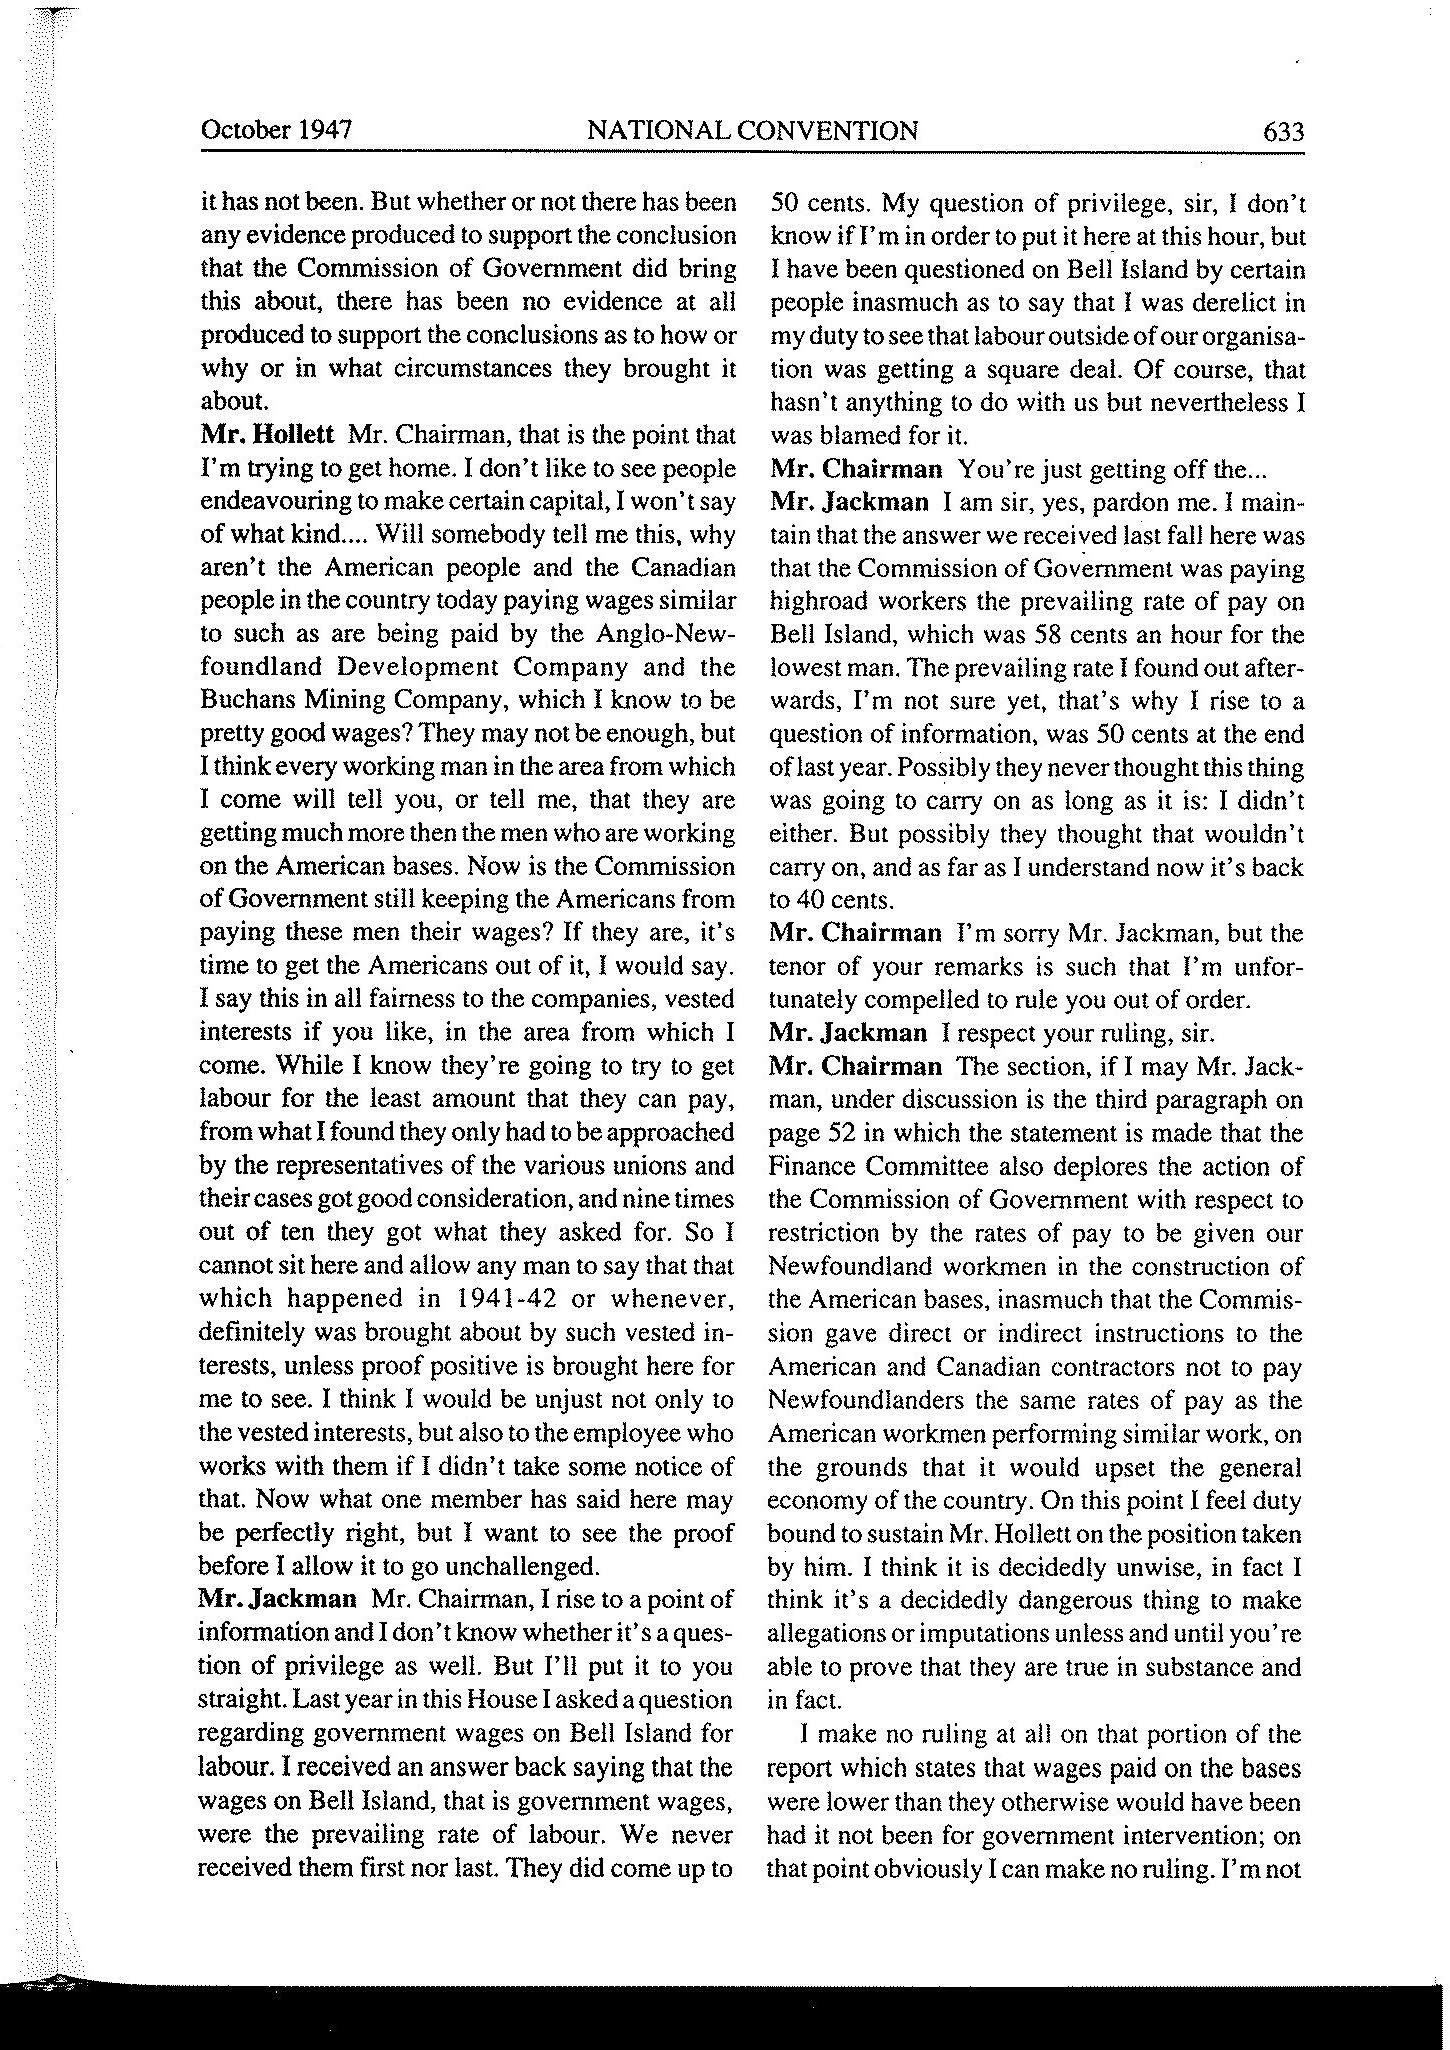 October 1947 NATIONAL CONVENTION 633
it has not been. But whether or not there has been
any evidence produced to support the conclusion
that the Commission of Government did bring
this about, there has been no evidence at all
produced to support the conclusions as to how or
why or in what circumstances they brought it
about.
Mr. Hollett Mr. Chairman, that is the point that
I'm trying to get home. I don't like to see people
endeavouring to make certain capital, I won't say
of what kind.... Will somebody tell me this, why
aren't the American people and the Canadian
people in the country today paying wages similar
to such as are being paid by the Anglo-New-
foundland Development Company and the
Buchans Mining Company, which I know to be
pretty good wages? They may not be enough, but
I think every working man in the area from which
I come will tell you, or tell me, that they are
getting much more then the men who are working
on the American bases. Now is the Commission
of Government still keeping the Americans from
paying these men their wages? If they are, it's
time to get the Americans out of it, I would say.
I say this in all fairness to the companies, vested
interests if you like, in the area from which I
come. While I know they're going to try to get
labour for the least amount that they can pay,
from what I found they only had to be approached
by the representatives of the various unions and
their cases got good consideration, and nine times
out of ten they got what they asked for. So I
cannot sit here and allow any man to say that that
which happened in 1941-42 or whenever,
definitely was brought about by such vested in-
terests, unless proof positive is brought here for
me to see. I think I would be unjust not only to
the vested interests, but also to the employee who
works with them if I didn't take some notice of
that. Now what one member has said here may
be perfectly right, but I want to see the proof
before I allow it to go unchallenged.
Mr. Jackman Mr. Chairman, I rise to a point of
information and I don't know whether it's a ques-
tion of privilege as well. But I'll put it to you
straight. Last year in this House I asked a question
regarding government wages on Bell Island for
labour. I received an answer back saying that the
wages on Bell Island, that is government wages,
were the prevailing rate of labour. We never
received them first nor last. They did come up to
50 cents. My question of privilege, sir, I don't
know if I'm in order to put it here at this hour, but
I have been questioned on Bell Island by certain
people inasmuch as to say that I was derelict in
my duty to see that labour outside of our organisa-
tion was getting a square deal. Of course, that
hasn't anything to do with us but nevertheless I
was blamed for it.
Mr. Chairman You're just getting off the...
Mr. Jackman I am sir, yes, pardon me. I main-
tain that the answer we received last fall here was
that the Commission of Government was paying
highroad workers the prevailing rate of pay on
Bell Island, which was 58 cents an hour for the
lowest man. The prevailing rate I found out after-
wards, I'm not sure yet, that's why I rise to a
question of information, was 50 cents at the end
of last year. Possibly they never thought this thing
was going to carry on as long as it is: I didn't
either. But possibly they thought that wouldn't
carry on, and as far as I understand now it's back
to 40 cents.
Mr. Chairman I'm sorry Mr. Jackman, but the
tenor of your remarks is such that I'm unfor-
tunately compelled to rule you out of order.
Mr. Jackman I respect your ruling, sir.
Mr. Chairman The section, if I may Mr. Jack-
man, under discussion is the third paragraph on
page 52 in which the statement is made that the
Finance Committee also deplores the action of
the Commission of Government with respect to
restriction by the rates of pay to be given our
Newfoundland workmen in the construction of
the American bases, inasmuch that the Commis-
sion gave direct or indirect instructions to the
American and Canadian contractors not to pay
Newfoundlanders the same rates of pay as the
American workmen performing similar work, on
the grounds that it would upset the general
economy of the country. On this point I feel duty
bound to sustain Mr. Hollett on the position taken
by him. I think it is decidedly unwise, in fact I
think it's a decidedly dangerous thing to make
allegations or imputations unless and until you're
able to prove that they are true in substance and
in fact.
I make no ruling at all on that portion of the
report which states that wages paid on the bases
were lower than they otherwise would have been
had it not been for government intervention; on
that point obviously I can make no ruling. I'm not